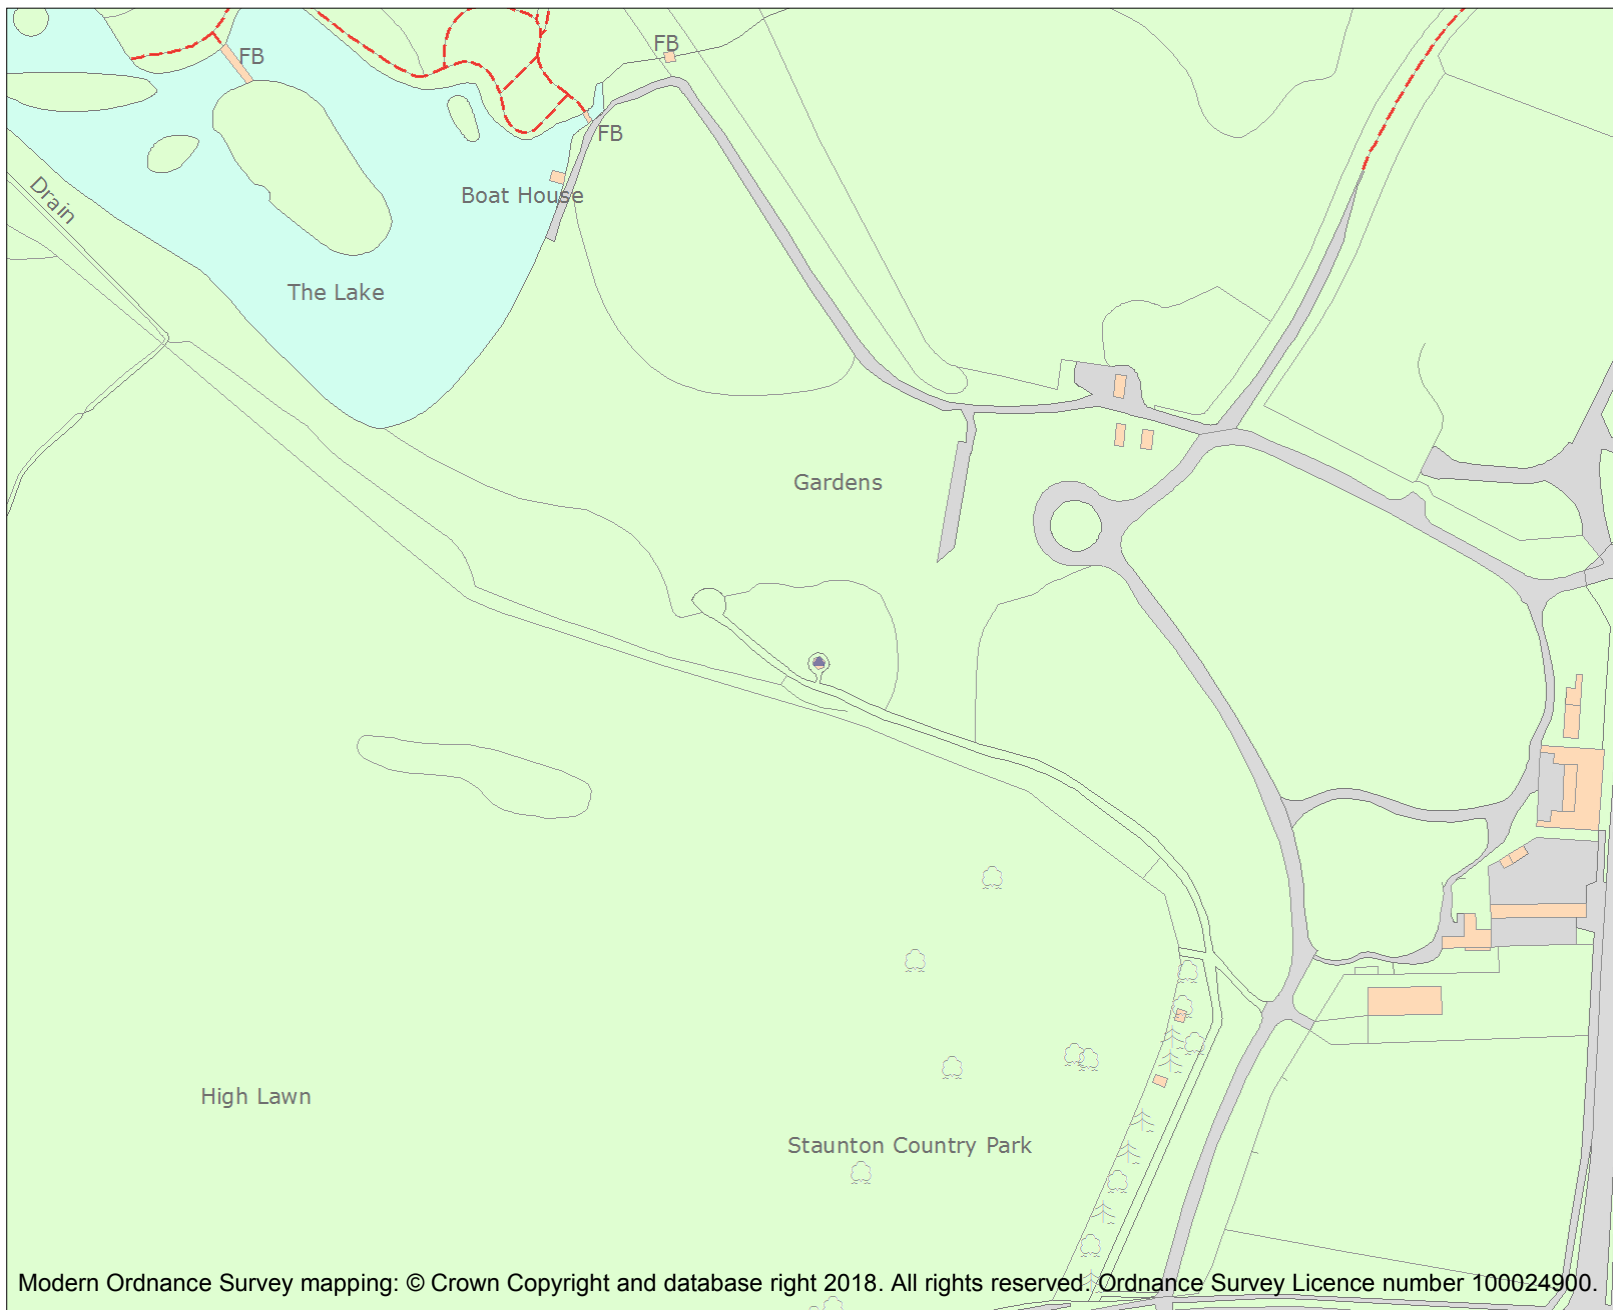 FB
FB
FB
Drain
Boat House
The Lake
Gardens
High Lawn
Staunton Country Park
Modern Ordnance Survey mapping: © Crown Copyright and database right 2018. All rights reserved. Ordnance Survey Licence number 100024900.